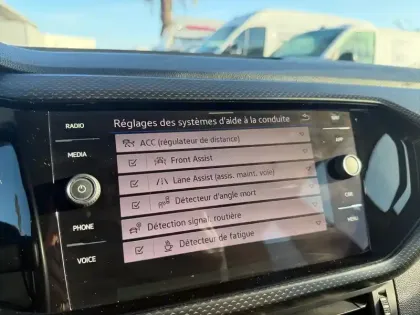 RADIO
MEDIA
PHONE
VOICE
Réglages des systèmes d'aide à la conduite
ACC (régulateur de distance)
Front Assist
Lane Assist (assis. maint. voie)
Détecteur d'angle mort
Détection signal. routière
Détecteur de fatigue
MENU